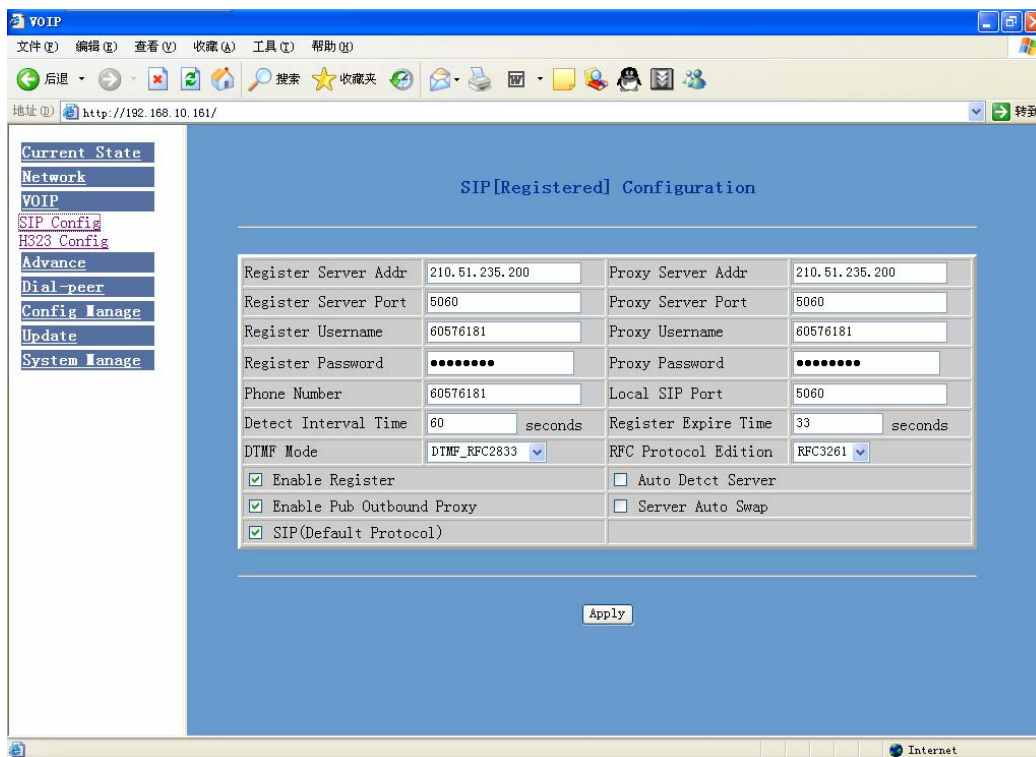 VOIP
文件(F) 编辑(E) 查看(V) 收藏(A) 工具(T) 帮助(H)
后退 搜索 收藏夹
地址(D) http://192.168.10.161/ 转到
Current State
Network
VOIP
SIP Config
H323 Config
Advance
Dial-peer
Config Manage
Update
System Manage
SIP[Registered] Configuration
Register Server Addr 210.51.235.200 Proxy Server Addr 210.51.235.200
Register Server Port 5060 Proxy Server Port 5060
Register Username 60576181 Proxy Username 60576181
Register Password ●●●●●●●● Proxy Password ●●●●●●●●
Phone Number 60576181 Local SIP Port 5060
Detect Interval Time 60 seconds Register Expire Time 33 seconds
DTMF Mode DTMF_RFC2833 RFC Protocol Edition RFC3261
Enable Register Auto Detct Server
Enable Pub Outbound Proxy Server Auto Swap
SIP(Default Protocol)
Apply
Internet